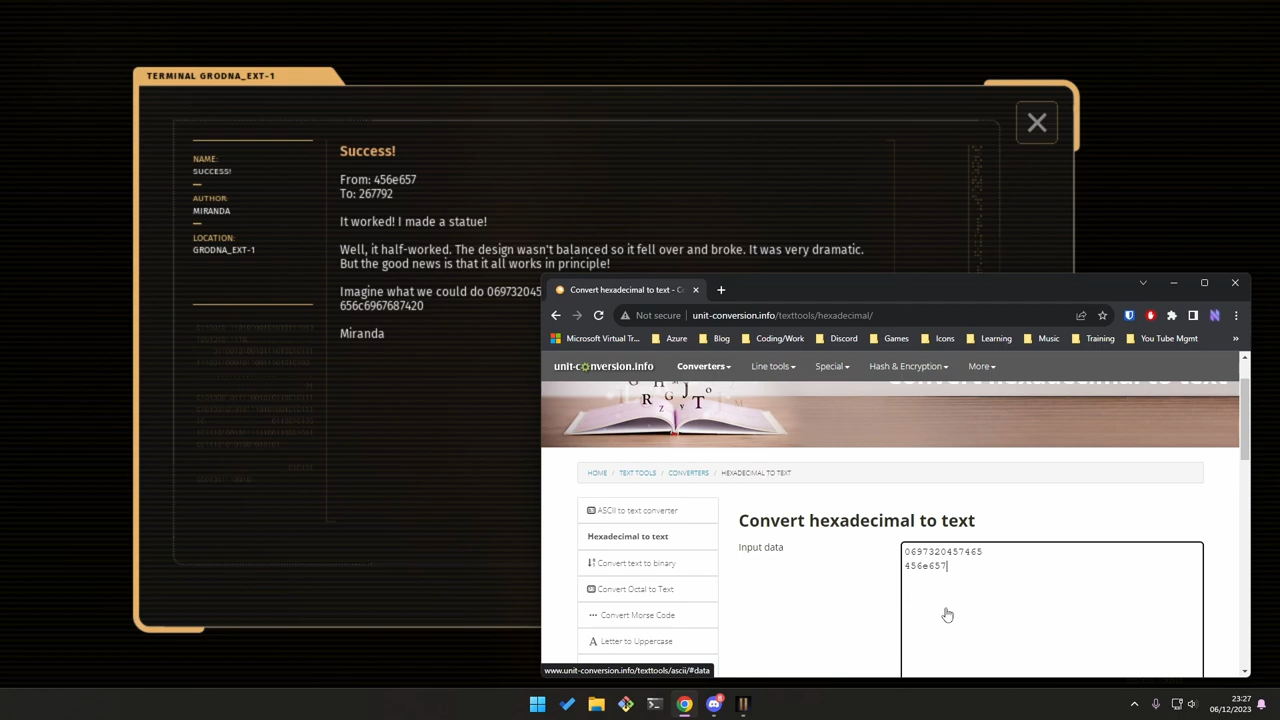 TERMINAL GRODNA_EXT-1
NAME:
SUCCESS!
AUTHOR:
MIRANDA
LOCATION:
GRODNA_EXT-1
Success!
From: 456e657
To: 267792
It worked! I made a statue!
Well, it half-worked. The design wasn't balanced so it fell over and broke. It was very dramatic.
But the good news is that it all works in principle!
Imagine what we could do 069732045
656c6967687420
Miranda
Convert hexadecimal to text - Co
Not secure unit-conversion.info/texttools/hexadecimal/
Microsoft Virtual Tr... Azure Blog Coding/Work Discord Games Icons Learning Music Training You Tube Mgmt »
unit-conversion.info Converters Line tools Special Hash & Encryption More
Convert hexadecimal to text
HOME / TEXT TOOLS / CONVERTERS / HEXADECIMAL TO TEXT
ASCII to text converter
Hexadecimal to text
Convert text to binary
Convert Octal to Text
Convert Morse Code
Letter to Uppercase
Convert hexadecimal to text
Input data
0697320457465
456e657
www.unit-conversion.info/texttools/ascii/#data
23:27
06/12/2023